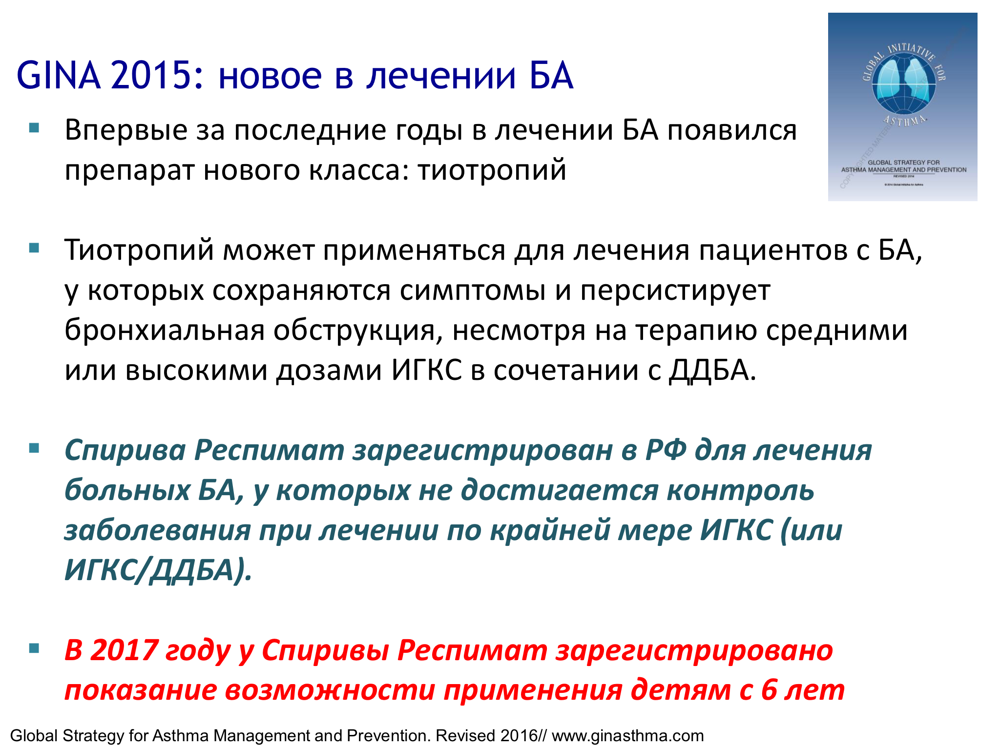 GINA 2015: новое в лечении БА
▪ Впервые за последние годы в лечении БА появился
препарат нового класса: тиотропий
▪ Тиотропий может применяться для лечения пациентов с БА,
у которых сохраняются симптомы и персистирует
бронхиальная обструкция, несмотря на терапию средними
или высокими дозами ИГКС в сочетании с ДДБА.
▪ Спирива Респимат зарегистрирован в РФ для лечения
больных БА, у которых не достигается контроль
заболевания при лечении по крайней мере ИГКС (или
ИГКС/ДДБА).
▪ В 2017 году у Спиривы Респимат зарегистрировано
показание возможности применения детям с 6 лет
Global Strategy for Asthma Management and Prevention. Revised 2016// www.ginasthma.com
GLOBAL INITIATIVE FOR
ASTHMA
GLOBAL STRATEGY FOR
ASTHMA MANAGEMENT AND PREVENTION
REVISED 2014
© 2014 Global Initiative for Asthma